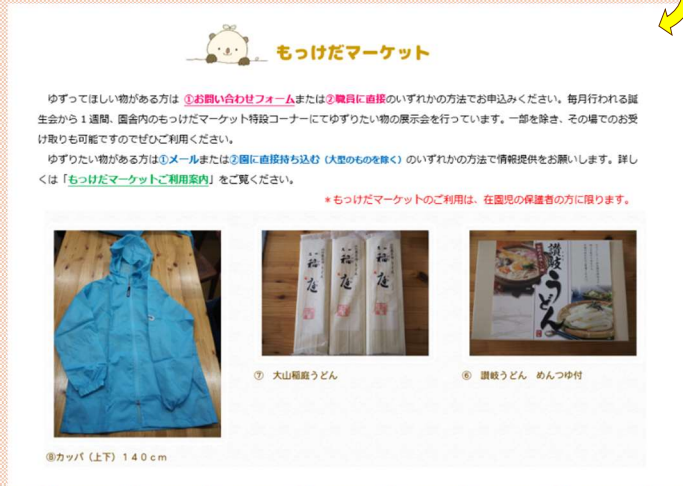 もっけだマーケット
ゆずってほしい物がある方は ①お問い合わせフォームまたは②職員に直接のいずれかの方法でお申込みください。毎月行われる誕
生会から１週間、園舎内のもっけだマーケット特設コーナーにてゆずりたい物の展示会を行っています。一部を除き、その場でのお受
け取りも可能ですのでぜひご利用ください。
ゆずりたい物がある方は①メールまたは②園に直接持ち込む（大型のものを除く）のいずれかの方法で情報提供をお願いします。詳し
くは「もっけだマーケットご利用案内」をご覧ください。
＊もっけだマーケットのご利用は、在園児の保護者の方に限ります。
稲庭
稲庭
稲庭
讃岐うどん
⑦ 大山稲庭うどん
⑥ 讃岐うどん めんつゆ付
⑧カッパ（上下）１４０ｃｍ